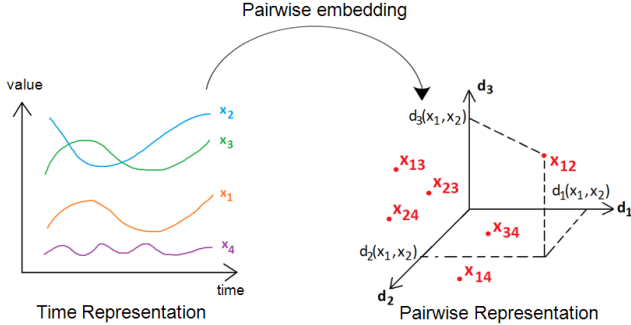 Pairwise embedding
value
x₂
x₃
x₁
x₄
time
Time Representation
d₃
d₃(x₁,x₂)
x₁₂
x₁₃
x₂₃
d₁(x₁,x₂)
d₁
x₂₄
x₃₄
d₂(x₁,x₂)
x₁₄
d₂
Pairwise Representation